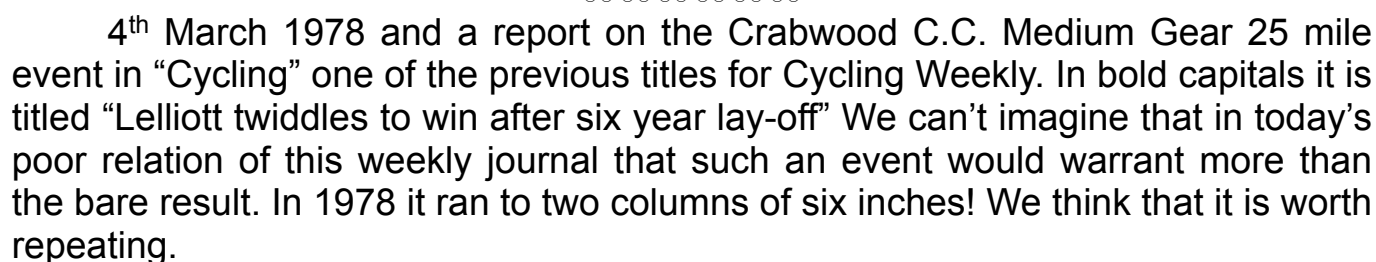 4th March 1978 and a report on the Crabwood C.C. Medium Gear 25 mile
event in “Cycling” one of the previous titles for Cycling Weekly. In bold capitals it is
titled “Lelliott twiddles to win after six year lay-off” We can’t imagine that in today’s
poor relation of this weekly journal that such an event would warrant more than
the bare result. In 1978 it ran to two columns of six inches! We think that it is worth
repeating.